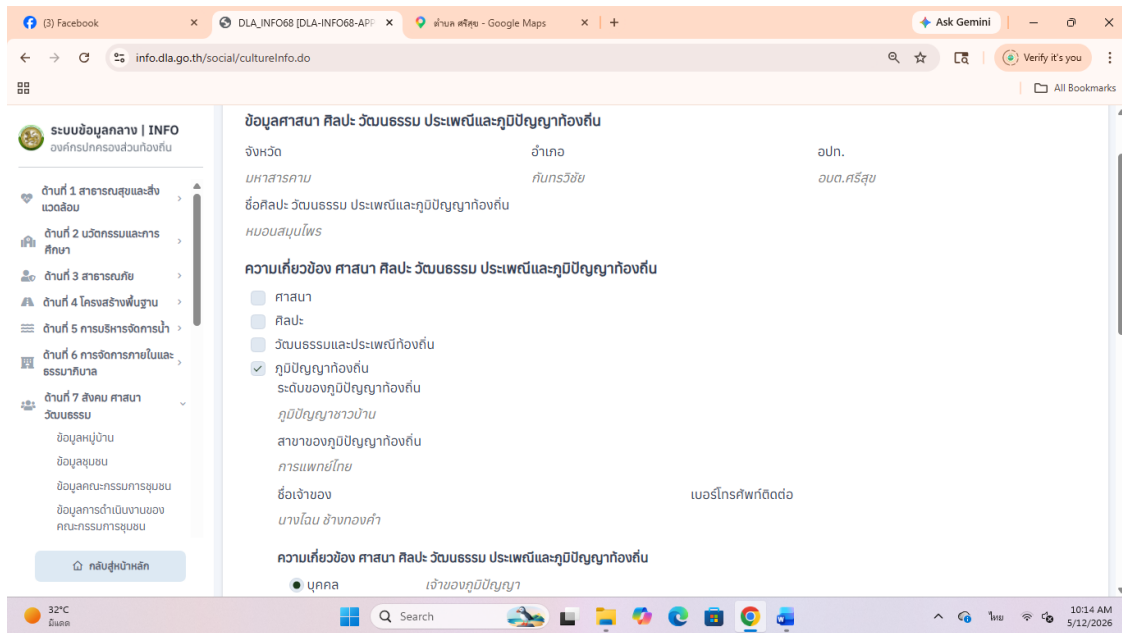 (3) Facebook
DLA_INFO68 [DLA-INFO68-APP
ตำบล ศรีสุข - Google Maps
Ask Gemini
info.dla.go.th/social/cultureInfo.do
Verify it's you
All Bookmarks
ระบบข้อมูลกลาง | INFO
องค์กรปกครองส่วนท้องถิ่น
ด้านที่ 1 สาธารณสุขและสิ่ง
แวดล้อม
ด้านที่ 2 นวัตกรรมและการ
ศึกษา
ด้านที่ 3 สาธารณภัย
ด้านที่ 4 โครงสร้างพื้นฐาน
ด้านที่ 5 การบริหารจัดการน้ำ
ด้านที่ 6 การจัดการภายในและ
ธรรมาภิบาล
ด้านที่ 7 สังคม ศาสนา
วัฒนธรรม
ข้อมูลหมู่บ้าน
ข้อมูลชุมชน
ข้อมูลคณะกรรมการชุมชน
ข้อมูลการดำเนินงานของ
คณะกรรมการชุมชน
กลับสู่หน้าหลัก
ข้อมูลศาสนา ศิลปะ วัฒนธรรม ประเพณีและภูมิปัญญาท้องถิ่น
จังหวัด อำเภอ อปท.
มหาสารคาม กันทรวิชัย อบต.ศรีสุข
ชื่อศิลปะ วัฒนธรรม ประเพณีและภูมิปัญญาท้องถิ่น
หมอนสมุนไพร
ความเกี่ยวข้อง ศาสนา ศิลปะ วัฒนธรรม ประเพณีและภูมิปัญญาท้องถิ่น
ศาสนา
ศิลปะ
วัฒนธรรมและประเพณีท้องถิ่น
ภูมิปัญญาท้องถิ่น
ระดับของภูมิปัญญาท้องถิ่น
ภูมิปัญญาชาวบ้าน
สาขาของภูมิปัญญาท้องถิ่น
การแพทย์ไทย
ชื่อเจ้าของ เบอร์โทรศัพท์ติดต่อ
นางไฉน ช้างทองคำ
ความเกี่ยวข้อง ศาสนา ศิลปะ วัฒนธรรม ประเพณีและภูมิปัญญาท้องถิ่น
บุคคล เจ้าของภูมิปัญญา
32°C
มีแดด
Search
ไทย
10:14 AM
5/12/2026